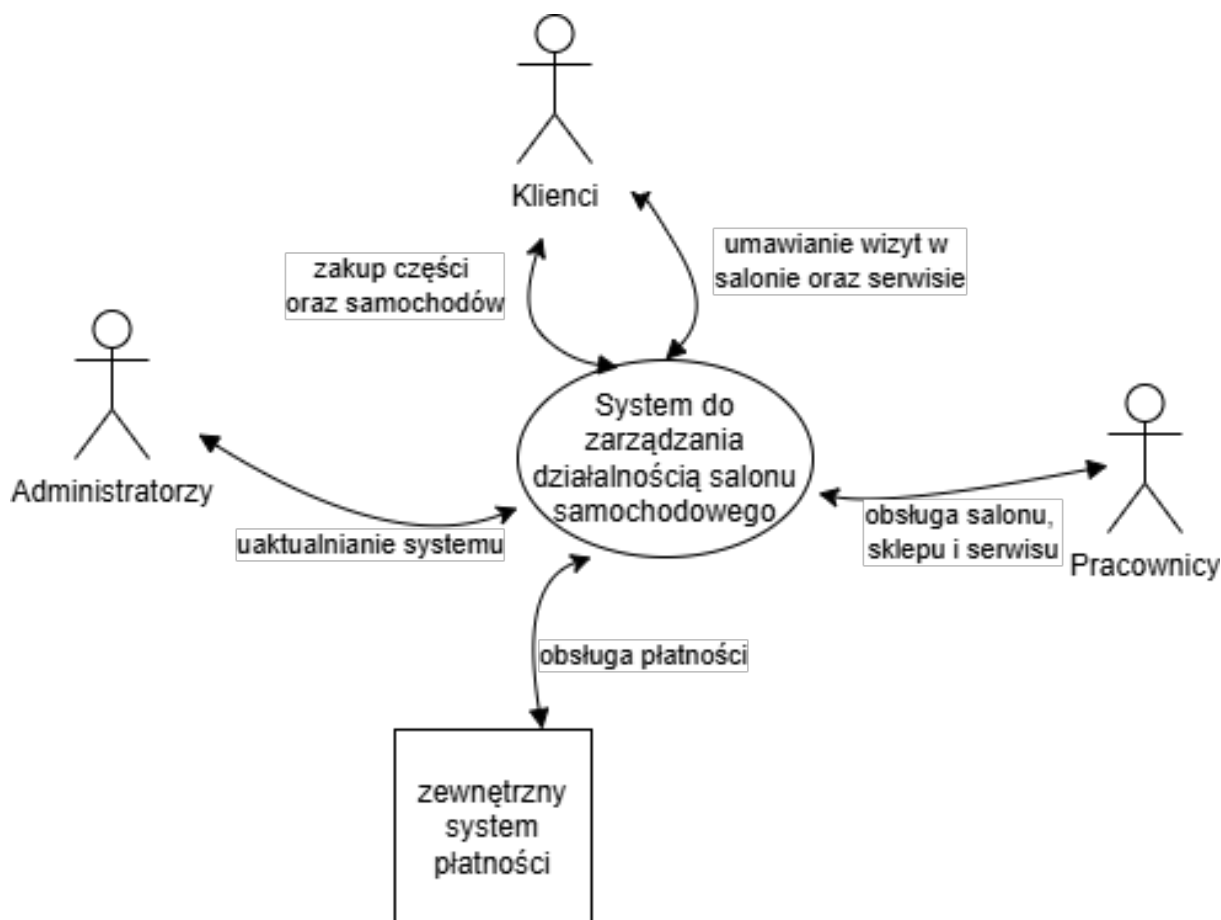 Klienci
zakup części
oraz samochodów
umawianie wizyt w
salonie oraz serwisie
Administratorzy
System do
zarządzania
działalnością salonu
samochodowego
uaktualnianie systemu
obsługa salonu,
sklepu i serwisu
Pracownicy
obsługa płatności
zewnętrzny
system
płatności